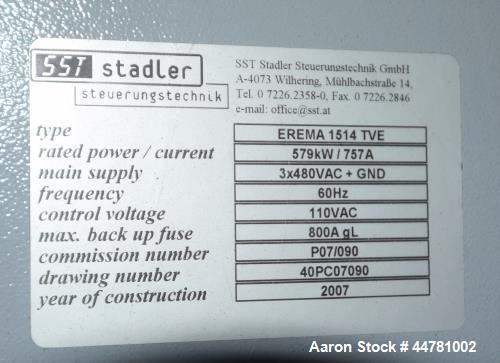 SST stadler
steuerungstechnik
SST Stadler Steuerungstechnik GmbH
A-4073 Wilhering, Mühlbachstraße 14,
Tel. 0 7226.2358-0, Fax. 0 7226.2846
e-mail: office@sst.at
type EREMA 1514 TVE
rated power / current 579kW / 757A
main supply 3x480VAC + GND
frequency 60Hz
control voltage 110VAC
max. back up fuse 800A gL
commission number P07/090
drawing number 40PC07090
year of construction 2007
Aaron Stock # 44781002